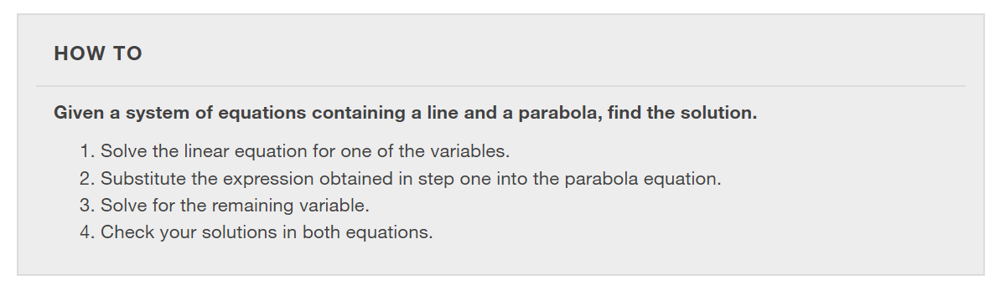 HOW TO
Given a system of equations containing a line and a parabola, find the solution.
1. Solve the linear equation for one of the variables.
2. Substitute the expression obtained in step one into the parabola equation.
3. Solve for the remaining variable.
4. Check your solutions in both equations.